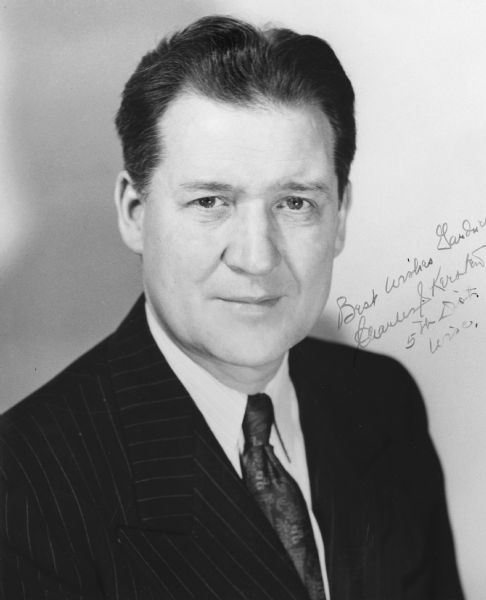 Best Wishes
Charles J Kersten
5th Dist
Wisc.